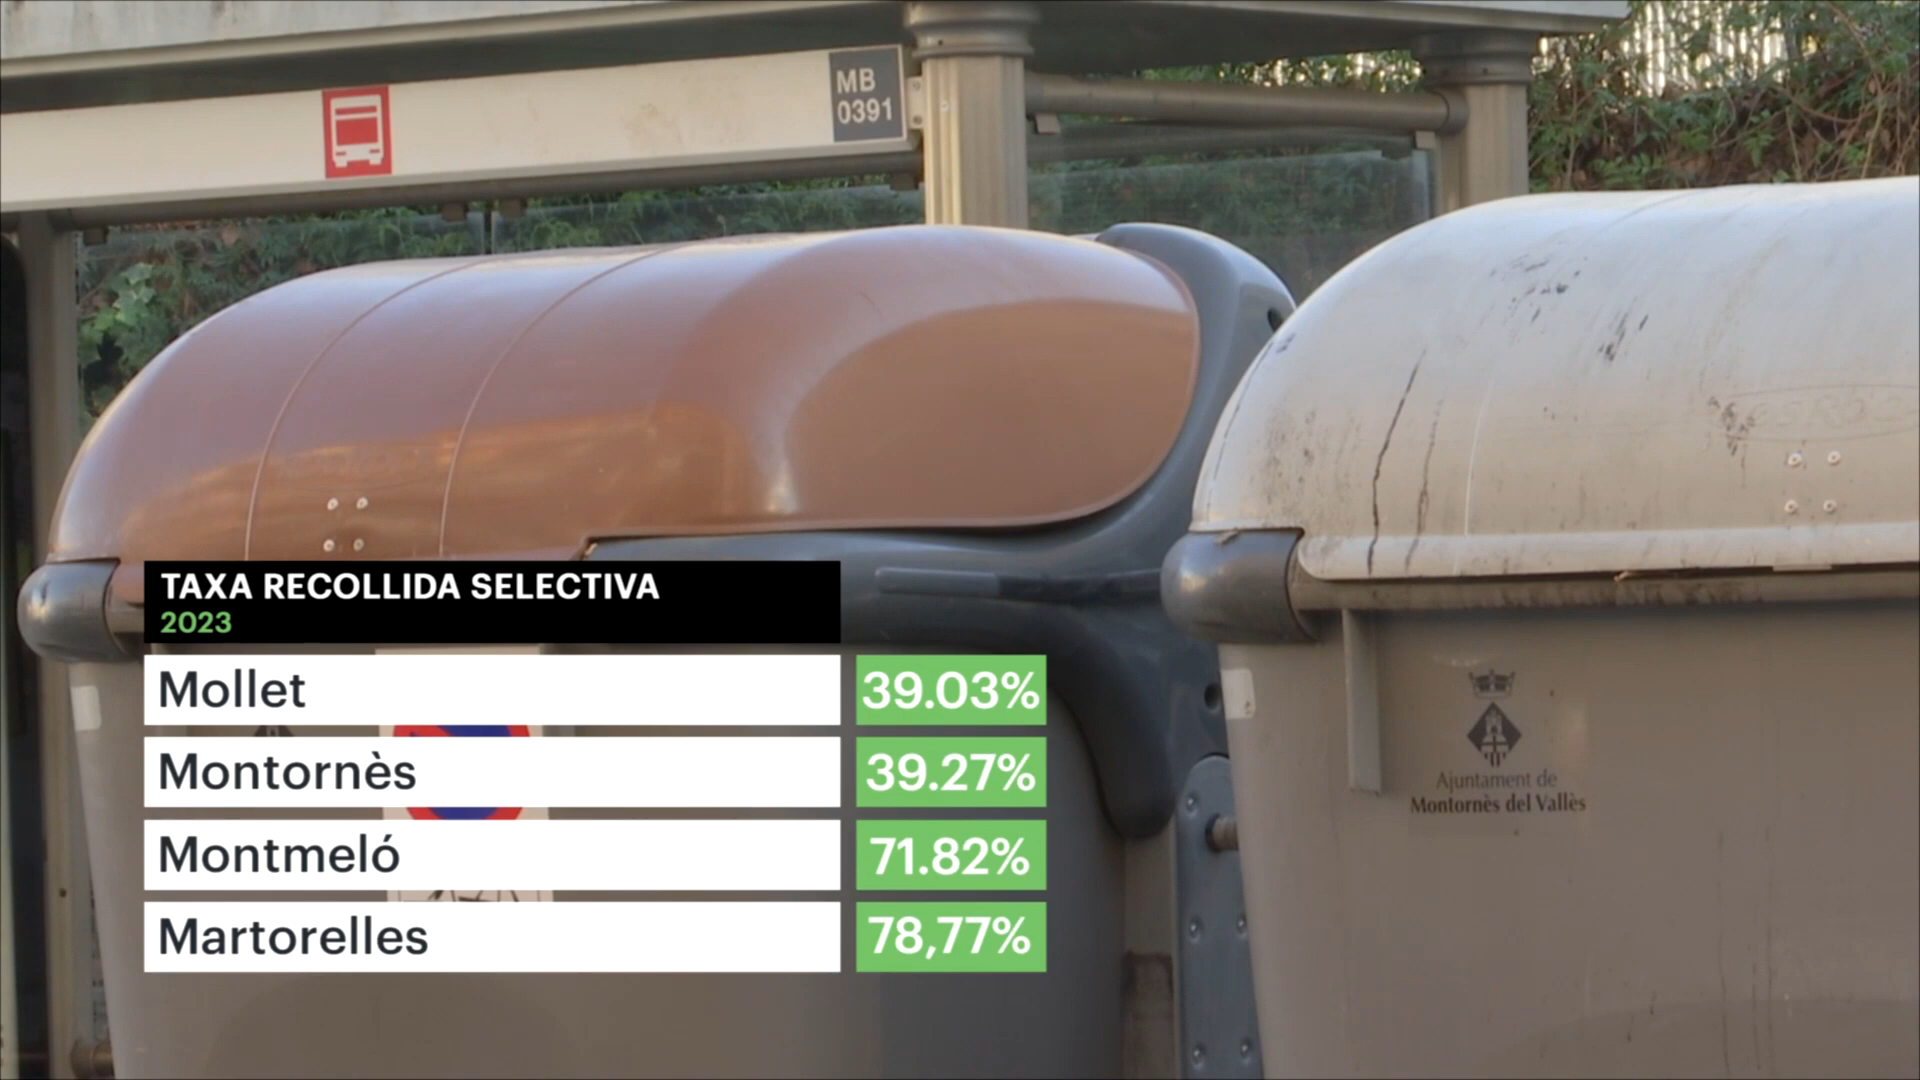 MB
0391
TAXA RECOLLIDA SELECTIVA
2023
Mollet 39.03%
Montornès 39.27%
Montmeló 71.82%
Martorelles 78,77%
Ajuntament de
Montornès del Vallès